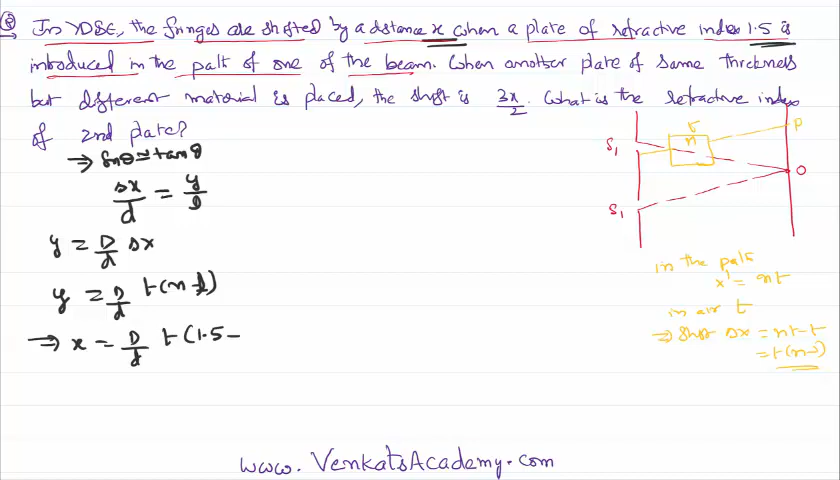 Q In YDSE, the fringes are shifted by a distance x when a plate of refractive index 1.5 is
introduced in the path of one of the beam. When another plate of same thickness
but different material is placed, the shift is 3x/2. What is the refractive index
of 2nd plate?
→ Sinθ ≃ tanθ
Δx/d = y/D
y = D/d Δx
y = D/d t(n-1)
⇒ x = D/d t(1.5 –
S1
t
n
P
O
S1
in the path
x' = nt
in air t
⇒ Shift Δx = nt - t
= t(n-1)
www.VenkatsAcademy.com